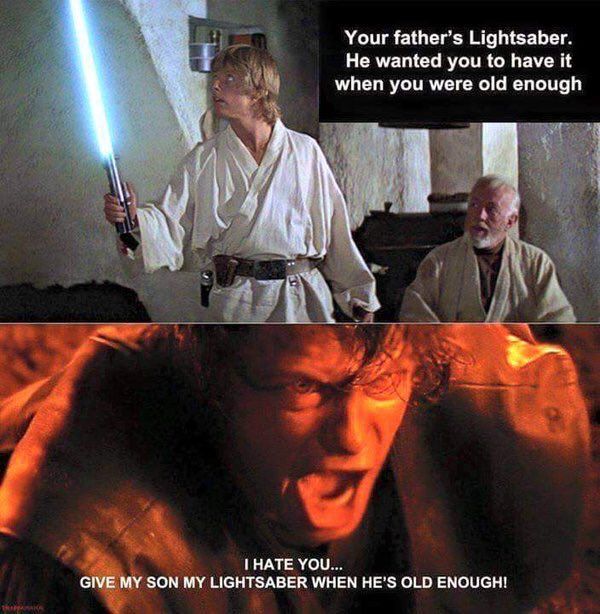 Your father's Lightsaber.
He wanted you to have it
when you were old enough
I HATE YOU...
GIVE MY SON MY LIGHTSABER WHEN HE'S OLD ENOUGH!